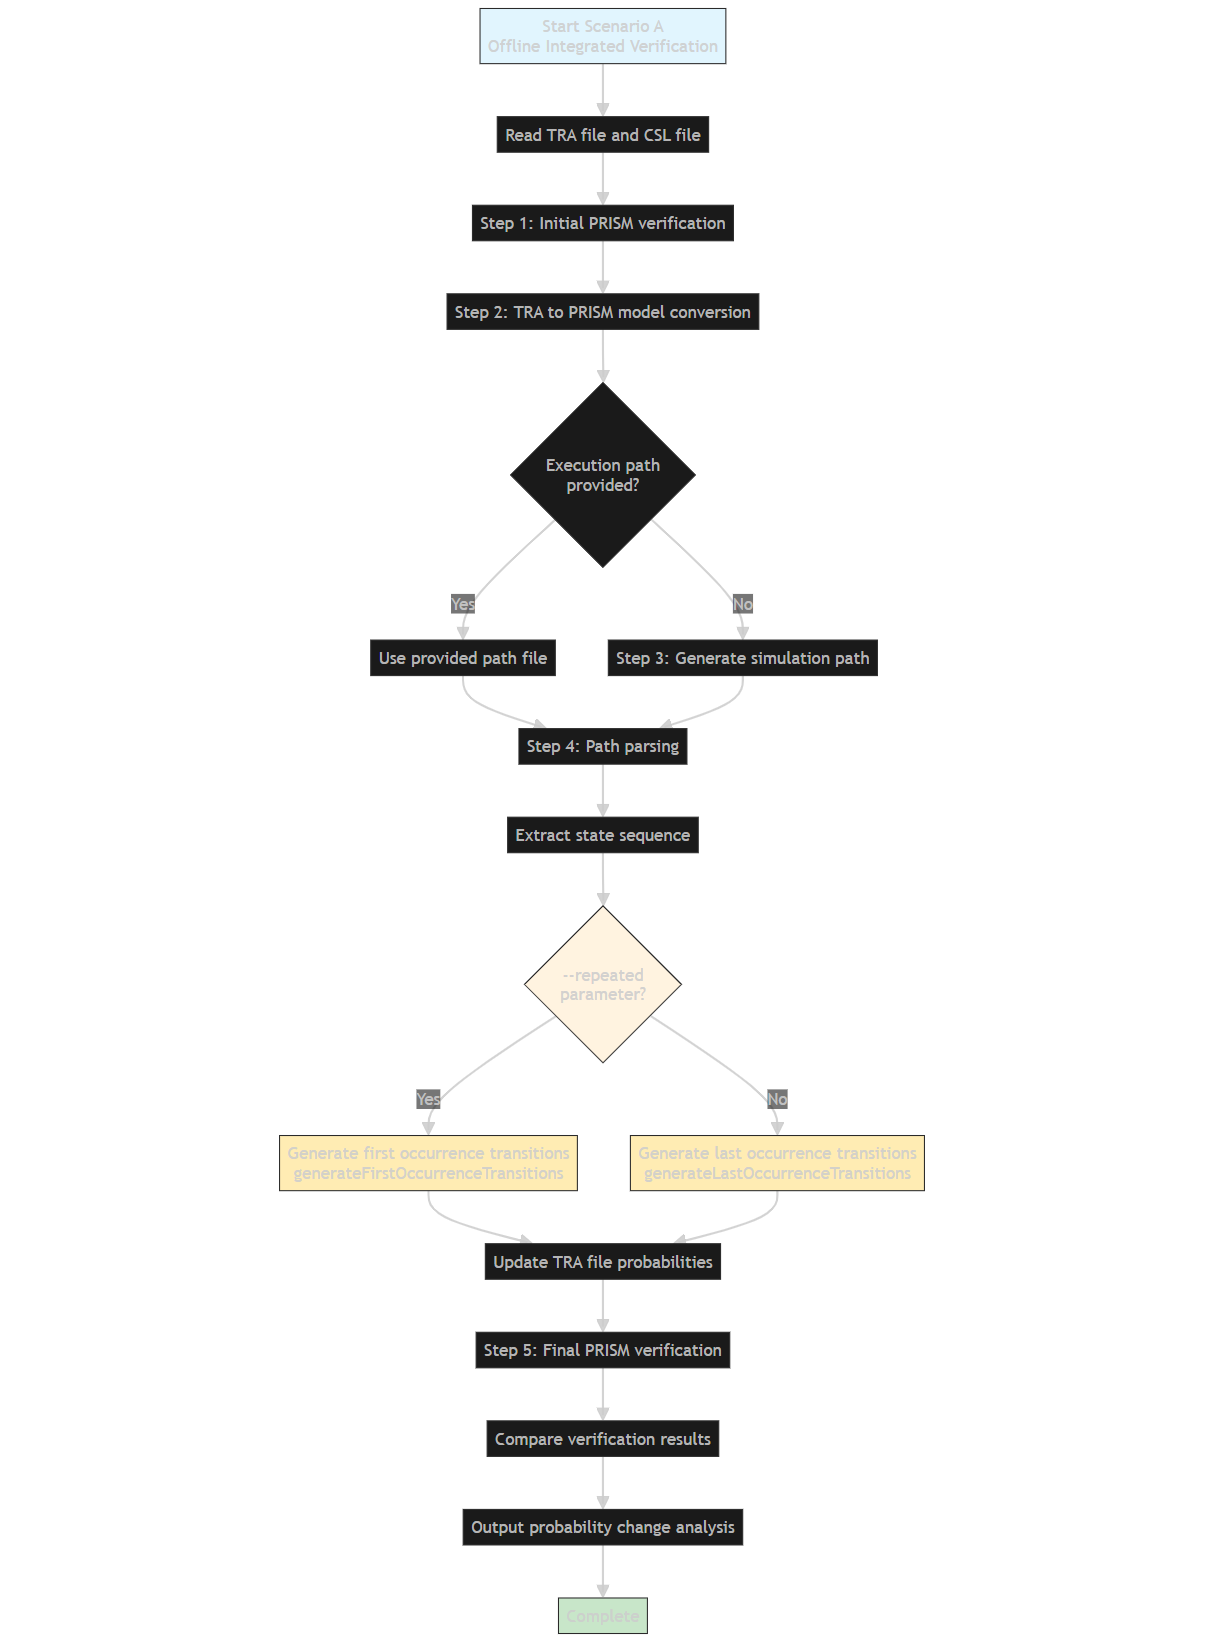 Start Scenario A
Offline Integrated Verification
Read TRA file and CSL file
Step 1: Initial PRISM verification
Step 2: TRA to PRISM model conversion
Execution path
provided?
Yes
No
Use provided path file
Step 3: Generate simulation path
Step 4: Path parsing
Extract state sequence
--repeated
parameter?
Yes
No
Generate first occurrence transitions
generateFirstOccurrenceTransitions
Generate last occurrence transitions
generateLastOccurrenceTransitions
Update TRA file probabilities
Step 5: Final PRISM verification
Compare verification results
Output probability change analysis
Complete